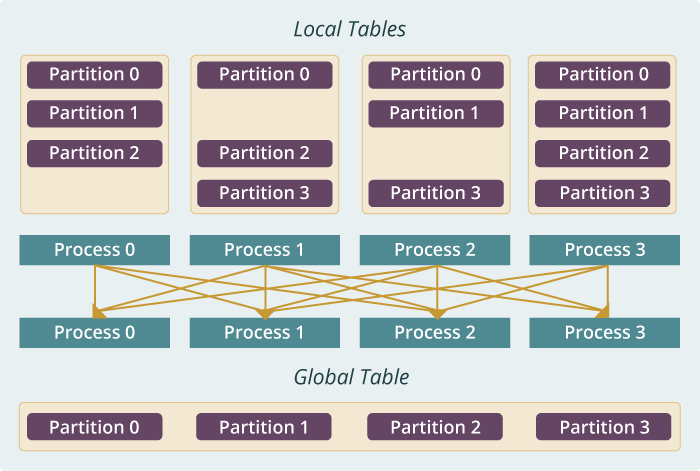 Local Tables
Partition 0 Partition 0 Partition 0 Partition 0
Partition 1 Partition 1 Partition 1
Partition 2 Partition 2 Partition 2
Partition 3 Partition 3 Partition 3
Process 0 Process 1 Process 2 Process 3
Process 0 Process 1 Process 2 Process 3
Global Table
Partition 0 Partition 1 Partition 2 Partition 3